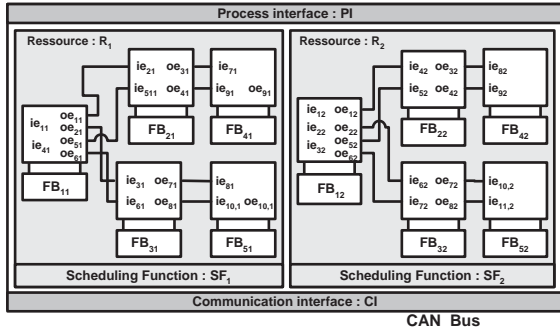 Process interface : PI
Ressource : R1
ie21 oe31
ie511 oe41
FB21
ie71
ie91 oe91
FB41
ie11
ie41
oe11
oe21
oe51
oe61
FB11
ie31 oe71
ie61 oe81
FB31
ie81
ie10,1 oe10,1
FB51
Scheduling Function : SF1
Ressource : R2
ie42 oe32
ie52 oe42
FB22
ie82
ie92
FB42
ie12 oe12
ie22 oe22
ie32 oe52
oe62
FB12
ie62 oe72
ie72 oe82
FB32
ie10,2
ie11,2
FB52
Scheduling Function : SF2
Communication interface : CI
CAN Bus